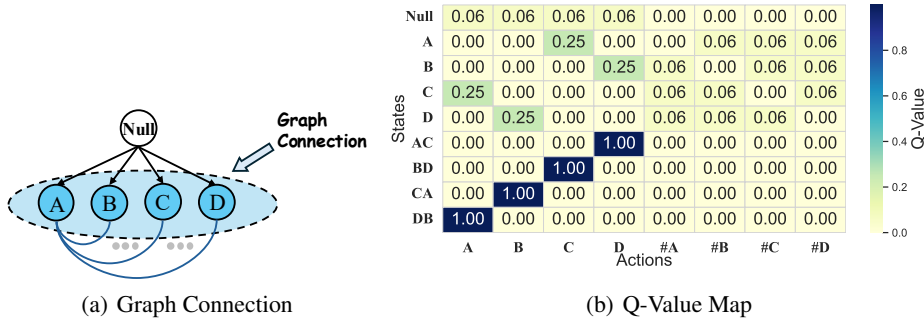 Null
Graph
Connection
A B C D
(a) Graph Connection
States
Null 0.06 0.06 0.06 0.06 0.00 0.00 0.00 0.00
A 0.00 0.00 0.25 0.00 0.00 0.06 0.06 0.06
B 0.00 0.00 0.00 0.25 0.06 0.00 0.06 0.06
C 0.25 0.00 0.00 0.00 0.06 0.06 0.00 0.06
D 0.00 0.25 0.00 0.00 0.06 0.06 0.06 0.00
AC 0.00 0.00 0.00 1.00 0.00 0.00 0.00 0.00
BD 0.00 0.00 1.00 0.00 0.00 0.00 0.00 0.00
CA 0.00 1.00 0.00 0.00 0.00 0.00 0.00 0.00
DB 1.00 0.00 0.00 0.00 0.00 0.00 0.00 0.00
A B C D #A #B #C #D
Actions
0.8
0.6
0.4
0.2
0.0
Q-Value
(b) Q-Value Map